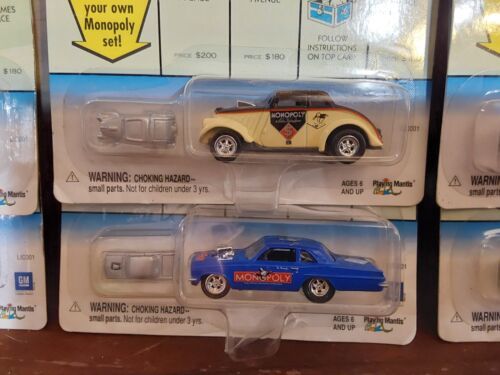 your own
Monopoly
set!
AVENUE
FOLLOW
INSTRUCTIONS
ON TOP CARD
PRICE $200
PRICE $180
$180
MONOPOLY
WARNING: CHOKING HAZARD--
small parts. Not for children under 3 yrs.
AGES 6
AND UP
Playing Mantis
GM
MONOPOLY
WARNING: CHOKING HAZARD--
small parts. Not for children under 3 yrs.
AGES 6
AND UP
Playing Mantis